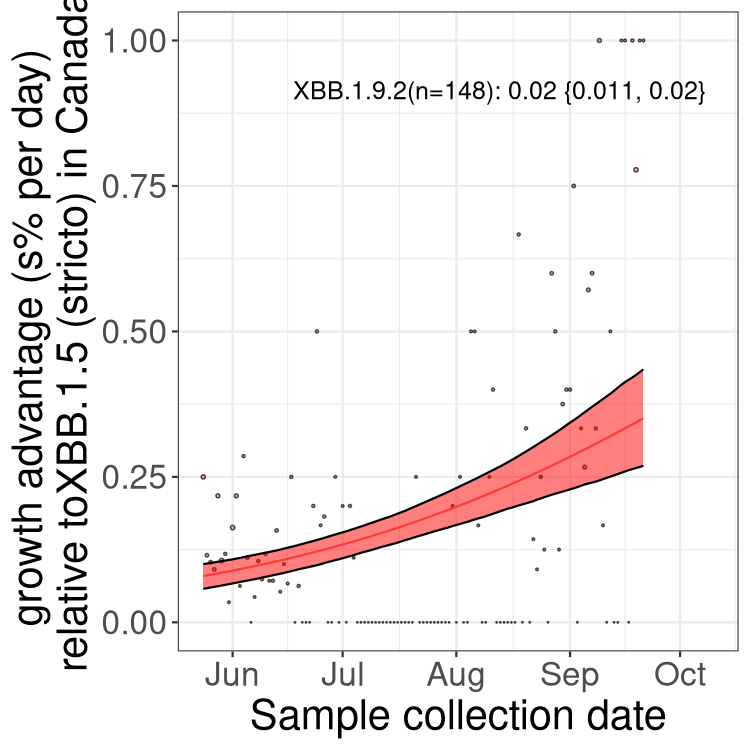 growth advantage (s% per day)
relative toXBB.1.5 (stricto) in Canada
1.00
0.75
0.50
0.25
0.00
XBB.1.9.2(n=148): 0.02 {0.011, 0.02}
Jun Jul Aug Sep Oct
Sample collection date